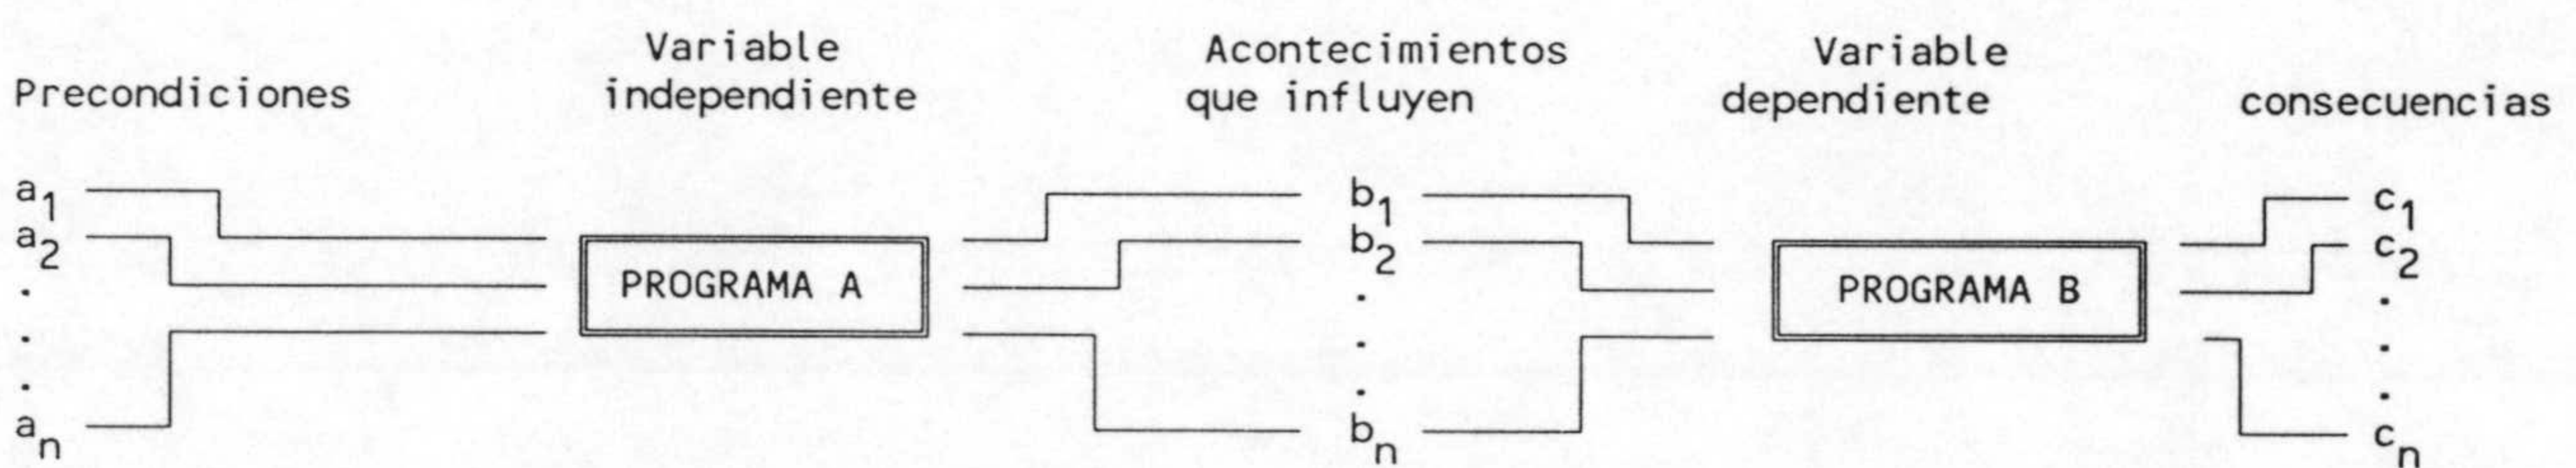 Precondiciones
Variable
independiente
Acontecimientos
que influyen
Variable
dependiente
consecuencias
a1
a2
.
.
.
an
PROGRAMA A
b1
b2
.
.
.
bn
PROGRAMA B
c1
c2
.
.
.
cn